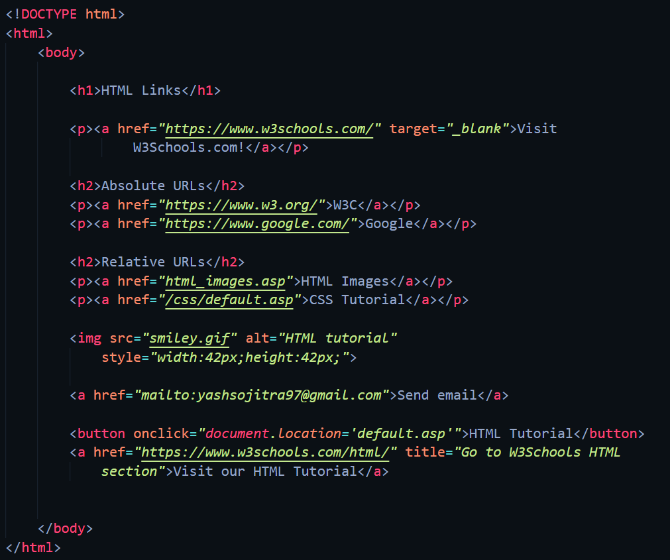 <!DOCTYPE html>
<html>
<body>
<h1>HTML Links</h1>
<p><a href="https://www.w3schools.com/" target="_blank">Visit
W3Schools.com!</a></p>
<h2>Absolute URLs</h2>
<p><a href="https://www.w3.org/">W3C</a></p>
<p><a href="https://www.google.com/">Google</a></p>
<h2>Relative URLs</h2>
<p><a href="html_images.asp">HTML Images</a></p>
<p><a href="/css/default.asp">CSS Tutorial</a></p>
<img src="smiley.gif" alt="HTML tutorial"
style="width:42px;height:42px;">
<a href="mailto:yashsojitra97@gmail.com">Send email</a>
<button onclick="document.location='default.asp'">HTML Tutorial</button>
<a href="https://www.w3schools.com/html/" title="Go to W3Schools HTML
section">Visit our HTML Tutorial</a>
</body>
</html>